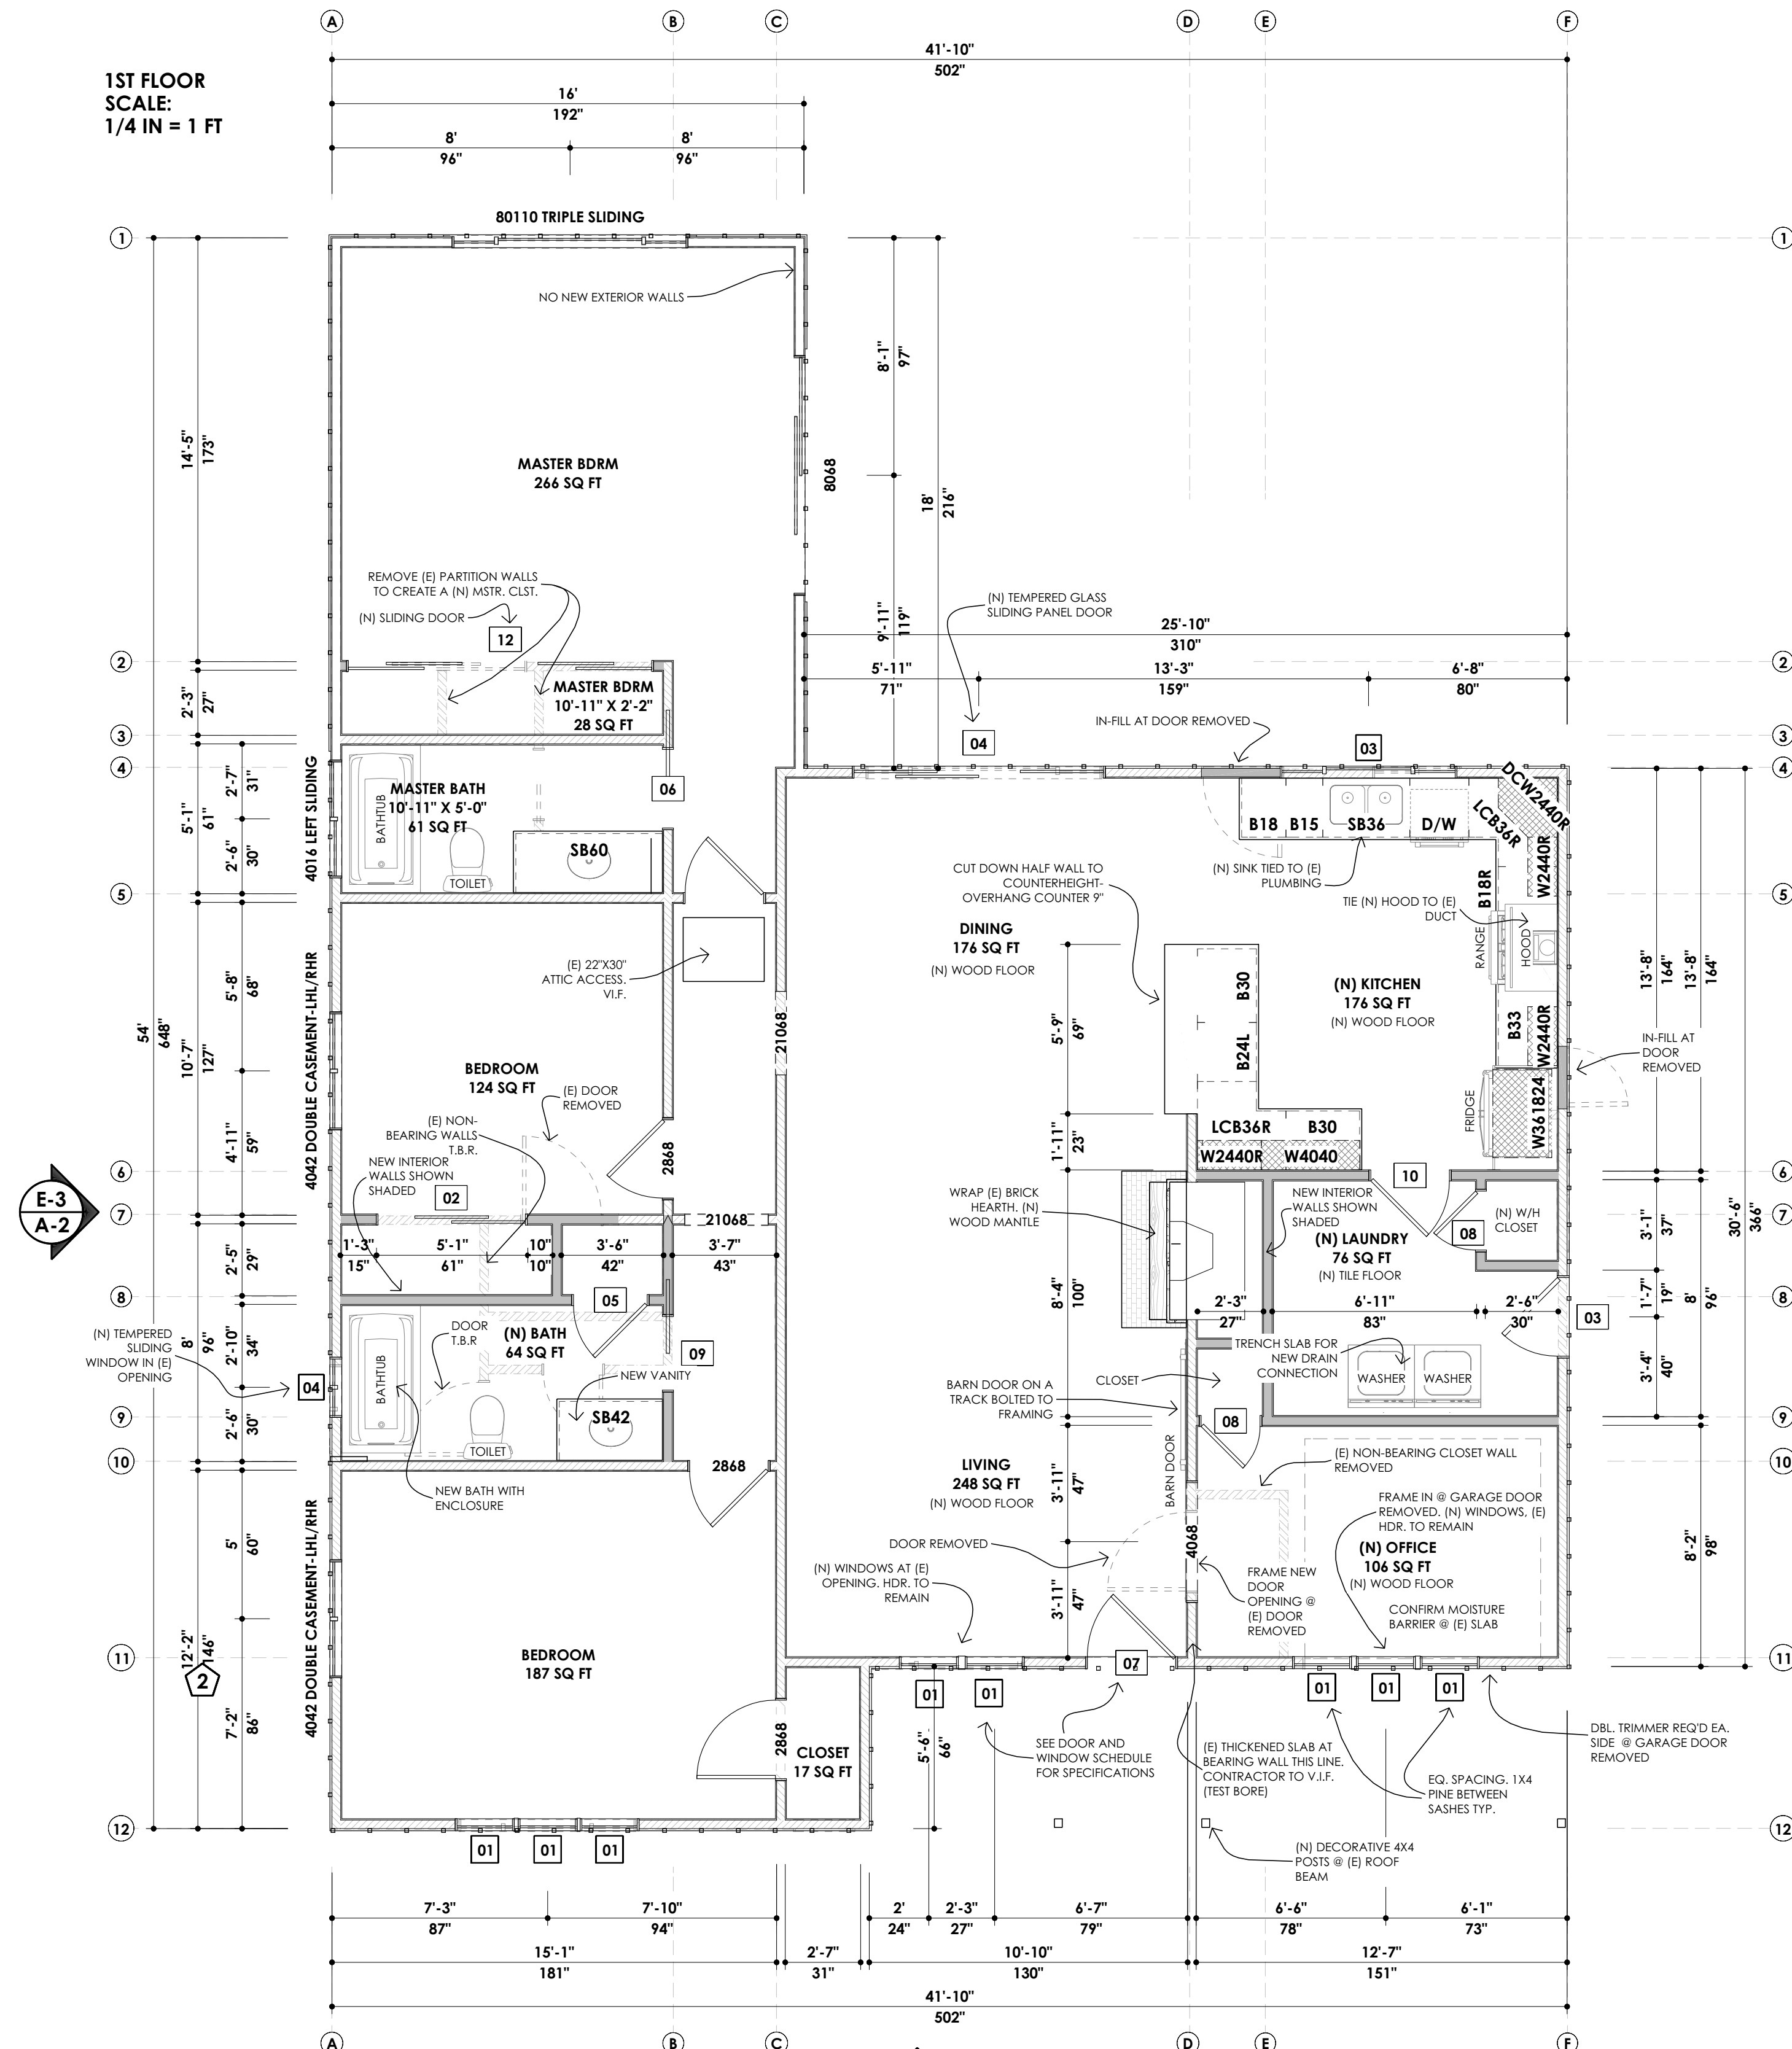 A B C D E F
41'-10"
502"
1ST FLOOR
SCALE:
1/4 IN = 1 FT
16'
192"
8' 8'
96" 96"
80110 TRIPLE SLIDING
1 1
NO NEW EXTERIOR WALLS
8'-1"
97"
14'-5"
173"
MASTER BDRM
266 SQ FT
8068
18'
216"
REMOVE (E) PARTITION WALLS
TO CREATE A (N) MSTR. CLST.
(N) SLIDING DOOR
12
9'-11"
119"
(N) TEMPERED GLASS
SLIDING PANEL DOOR
25'-10"
310"
2 2
5'-11" 13'-3" 6'-8"
71" 159" 80"
2'-3"
27"
MASTER BDRM
10'-11" X 2'-2"
28 SQ FT
IN-FILL AT DOOR REMOVED
3 3
04
03
4 4
4016 LEFT SLIDING
5'-1"
61"
2'-7"
31"
2'-6"
30"
BATHTUB
MASTER BATH
10'-11" X 5'-0"
61 SQ FT
TOILET
SB60
06
B18 B15 SB36 D/W
DCW2440R
LCB36R
W2440R
CUT DOWN HALF WALL TO
COUNTERHEIGHT-
OVERHANG COUNTER 9"
(N) SINK TIED TO (E)
PLUMBING
B18R
TIE (N) HOOD TO (E)
DUCT
RANGE
HOOD
5 5
DINING
176 SQ FT
(N) WOOD FLOOR
(E) 22"X30"
ATTIC ACCESS.
V.I.F.
21068
5'-9"
69"
B30
B24L
(N) KITCHEN
176 SQ FT
(N) WOOD FLOOR
B33
W2440R
13'-8"
164"
13'-8"
164"
IN-FILL AT
DOOR
REMOVED
54'
648"
10'-7"
127"
5'-8"
68"
4'-11"
59"
4042 DOUBLE CASEMENT-LHL/RHR
BEDROOM
124 SQ FT
(E) DOOR
REMOVED
(E) NON-
BEARING WALLS
T.B.R.
NEW INTERIOR
WALLS SHOWN
SHADED
02
2868
FRIDGE
W361824
1'-11"
23"
LCB36R B30
W2440R W4040
6 6
E-3
A-2
WRAP (E) BRICK
HEARTH. (N)
WOOD MANTLE
NEW INTERIOR
WALLS SHOWN
SHADED
10
(N) W/H
CLOSET
08
7 7
21068
1'-3" 5'-1" 10" 3'-6" 3'-7"
15" 61" 10" 42" 43"
(N) LAUNDRY
76 SQ FT
(N) TILE FLOOR
2'-5"
29"
8'-4"
100"
3'-1"
37"
30'-6"
366"
8 8
05
2'-3" 6'-11" 2'-6"
27" 83" 30"
03
1'-7"
19"
8'
96"
(N) TEMPERED
SLIDING
WINDOW IN (E)
OPENING
04
8'
96"
2'-10"
34"
2'-6"
30"
BATHTUB
DOOR
T.B.R
(N) BATH
64 SQ FT
09
NEW VANITY
TOILET
SB42
TRENCH SLAB FOR
NEW DRAIN
CONNECTION
WASHER WASHER
CLOSET
BARN DOOR ON A
TRACK BOLTED TO
FRAMING
08
3'-4"
40"
9 9
10 10
2868
NEW BATH WITH
ENCLOSURE
LIVING
248 SQ FT
(N) WOOD FLOOR
3'-11"
47"
BARN DOOR
(E) NON-BEARING CLOSET WALL
REMOVED
FRAME IN @ GARAGE DOOR
REMOVED. (N) WINDOWS, (E)
HDR. TO REMAIN
(N) OFFICE
106 SQ FT
(N) WOOD FLOOR
CONFIRM MOISTURE
BARRIER @ (E) SLAB
8'-2"
98"
DOOR REMOVED
4068
(N) WINDOWS AT (E)
OPENING. HDR. TO
REMAIN
3'-11"
47"
FRAME NEW
DOOR
OPENING @
(E) DOOR
REMOVED
4042 DOUBLE CASEMENT-LHL/RHR
12'-2"
146"
5'
60"
7'-2"
86"
2
BEDROOM
187 SQ FT
11 11
07
01 01 01 01 01
2868
CLOSET
17 SQ FT
5'-6"
66"
SEE DOOR AND
WINDOW SCHEDULE
FOR SPECIFICATIONS
(E) THICKENED SLAB AT
BEARING WALL THIS LINE.
CONTRACTOR TO V.I.F.
(TEST BORE)
DBL. TRIMMER REQ'D EA.
SIDE @ GARAGE DOOR
REMOVED
EQ. SPACING. 1X4
PINE BETWEEN
SASHES TYP.
12 12
01 01 01
(N) DECORATIVE 4X4
POSTS @ (E) ROOF
BEAM
7'-3" 7'-10" 2' 2'-3" 6'-7" 6'-6" 6'-1"
87" 94" 24" 27" 79" 78" 73"
15'-1" 2'-7" 10'-10" 12'-7"
181" 31" 130" 151"
41'-10"
502"
A B C D E F